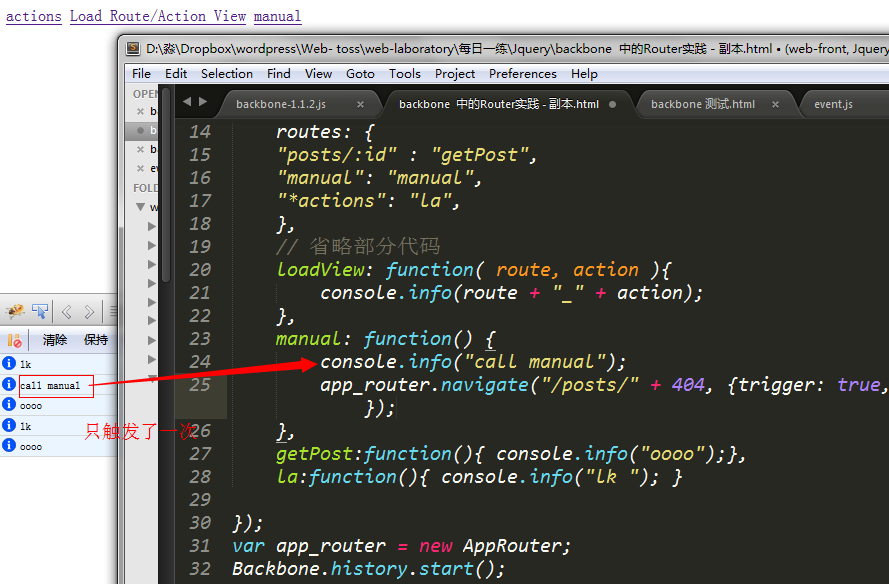 actions Load Route/Action View manual
D:\淼\Dropbox\wordpress\Web- toss\web-laboratory\每日一练\Jquery\backbone 中的Router实践 - 副本.html • (web-front, Jquery
File Edit Selection Find View Goto Tools Project Preferences Help
OPEN
backbone-1.1.2.js × backbone 中的Router实践 - 副本.html backbone 测试.html × event.js
× b
b
× b
× e
FOLD
w
14 routes: {
15 "posts/:id" : "getPost",
16 "manual": "manual",
17 "*actions": "la",
18 },
19 // 省略部分代码
20 loadView: function( route, action ){
21 console.info(route + "_" + action);
22 },
23 manual: function() {
24 console.info("call manual");
25 app_router.navigate("/posts/" + 404, {trigger: true,
});
26 },
27 getPost:function(){ console.info("oooo");},
28 la:function(){ console.info("lk "); }
29
30 });
31 var app_router = new AppRouter;
32 Backbone.history.start();
清除 保持
lk
call manual
oooo
lk
oooo
只触发了一次